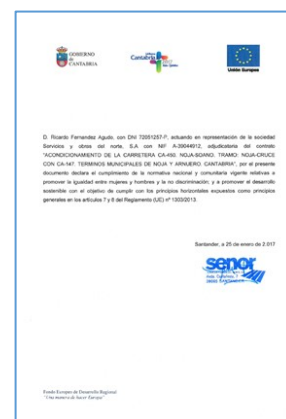 GOBIERNO
de
CANTABRIA
Cantabria
Unión Europea
D. Ricardo Fernandez Agudo, con DNI 72051257-P, actuando en representación de la sociedad
Servicios y obras del norte, S.A con NIF A-39044912, adjudicataria del contrato
"ACONDICIONAMIENTO DE LA CARRETERA CA-450. NOJA-SOANO. TRAMO: NOJA-CRUCE
CON CA-147. TERMINOS MUNICIPALES DE NOJA Y ARNUERO. CANTABRIA", por el presente
documento declara el cumplimiento de la normativa nacional y comunitaria vigente relativas a
promover la igualdad entre mujeres y hombres y la no discriminación, y a promover el desarrollo
sostenible con el objetivo de cumplir con los principios horizontales expuestos como principios
generales en los artículos 7 y 8 del Reglamento (UE) nº 1303/2013.
Santander, a 25 de enero de 2.017
senor
Fondo Europeo de Desarrollo Regional
"Una manera de hacer Europa"